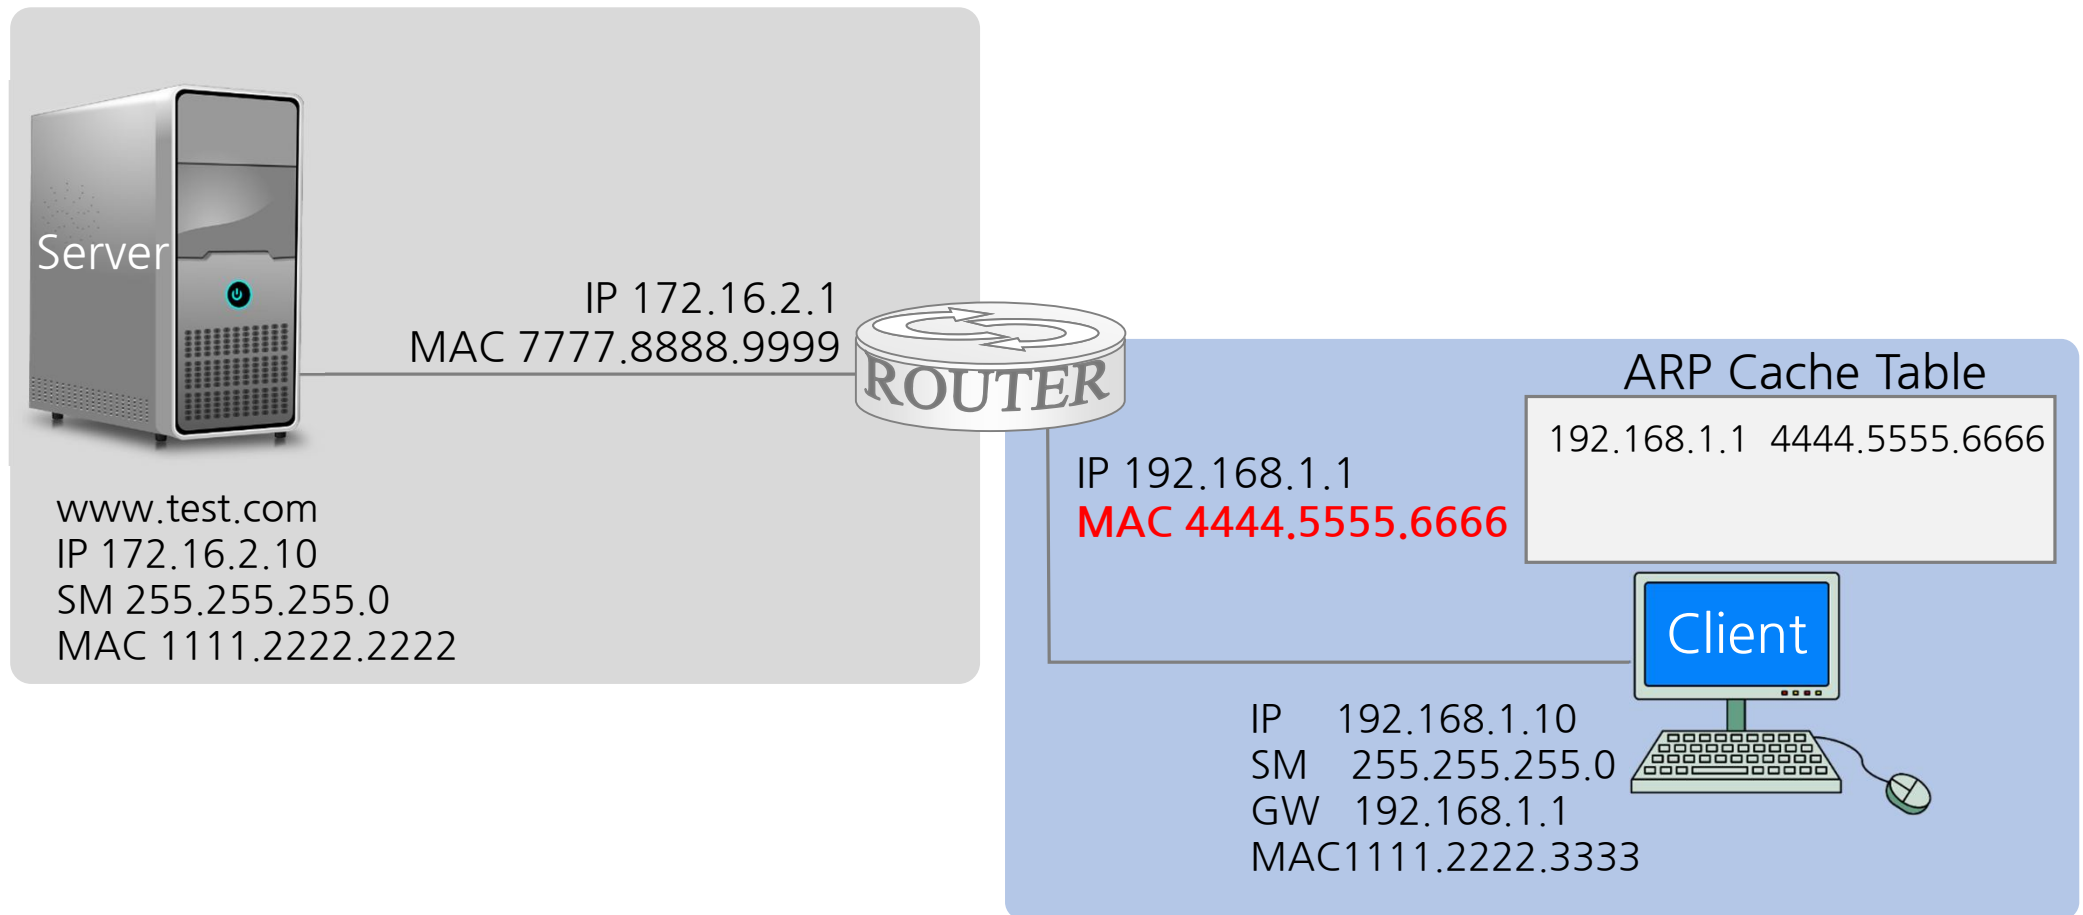 Server
IP 172.16.2.1
MAC 7777.8888.9999
ROUTER
www.test.com
IP 172.16.2.10
SM 255.255.255.0
MAC 1111.2222.2222
ARP Cache Table
192.168.1.1 4444.5555.6666
IP 192.168.1.1
MAC 4444.5555.6666
Client
IP 192.168.1.10
SM 255.255.255.0
GW 192.168.1.1
MAC1111.2222.3333